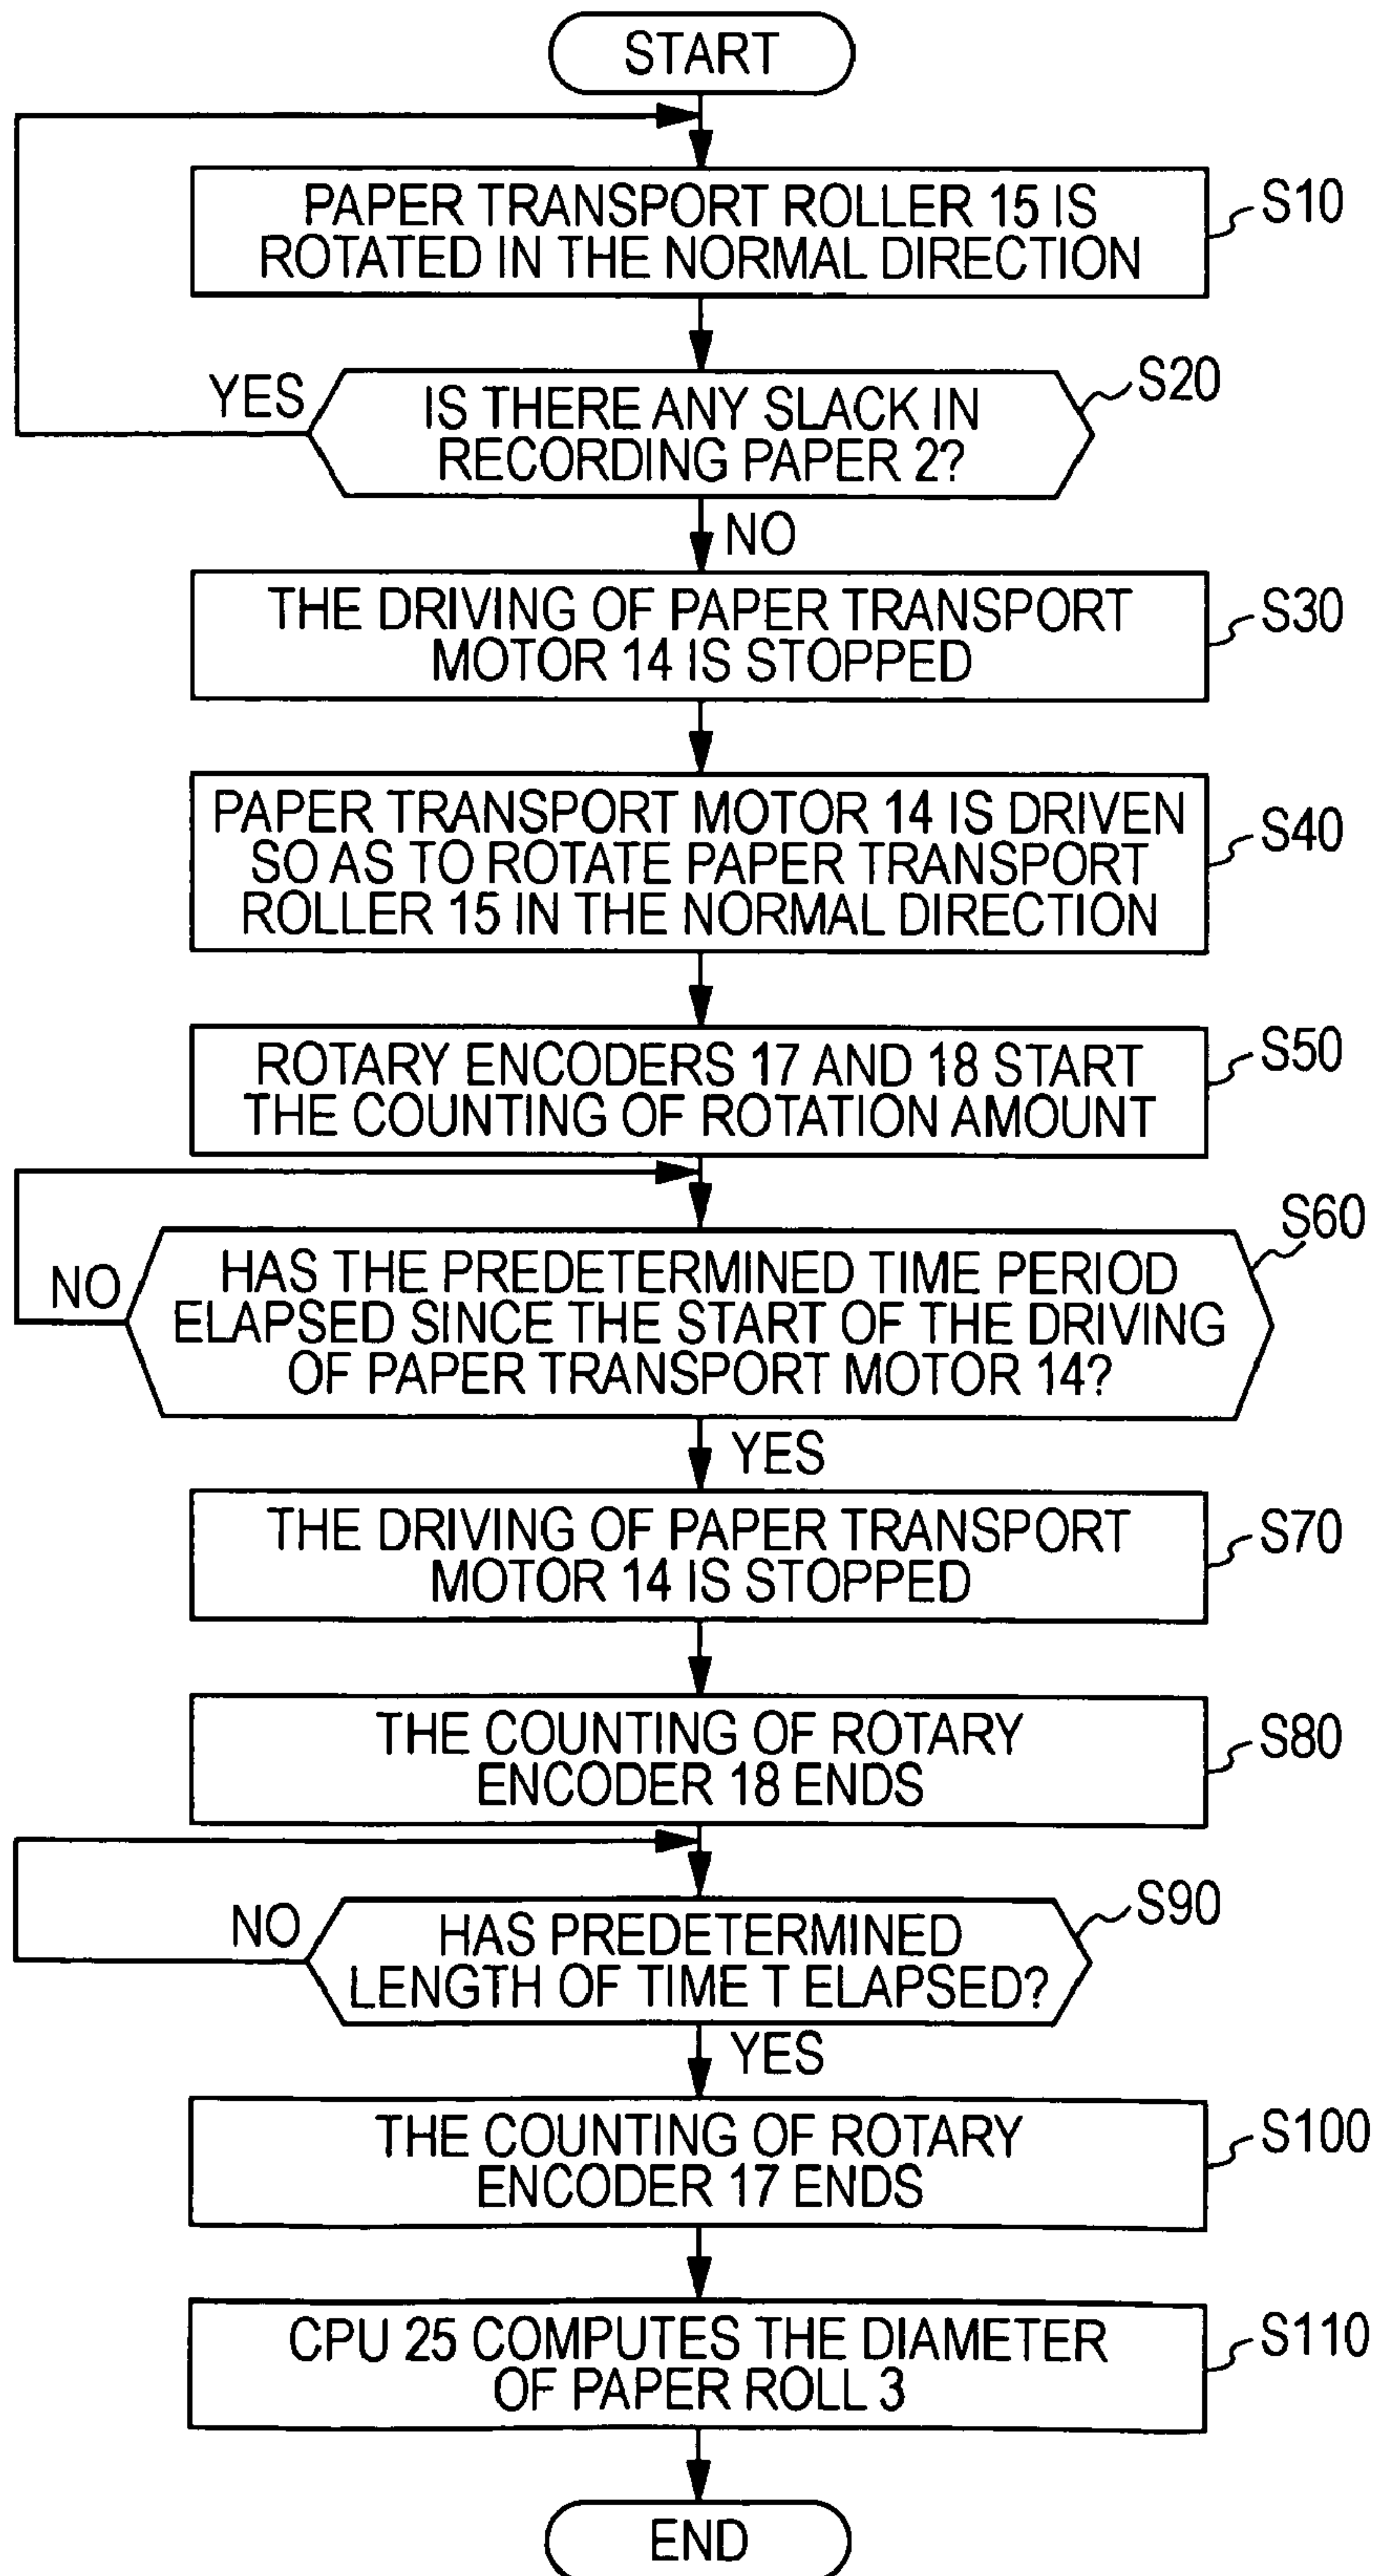 START
PAPER TRANSPORT ROLLER 15 IS
ROTATED IN THE NORMAL DIRECTION
S10
YES
IS THERE ANY SLACK IN
RECORDING PAPER 2?
S20
NO
THE DRIVING OF PAPER TRANSPORT
MOTOR 14 IS STOPPED
S30
PAPER TRANSPORT MOTOR 14 IS DRIVEN
SO AS TO ROTATE PAPER TRANSPORT
ROLLER 15 IN THE NORMAL DIRECTION
S40
ROTARY ENCODERS 17 AND 18 START
THE COUNTING OF ROTATION AMOUNT
S50
NO
HAS THE PREDETERMINED TIME PERIOD
ELAPSED SINCE THE START OF THE DRIVING
OF PAPER TRANSPORT MOTOR 14?
S60
YES
THE DRIVING OF PAPER TRANSPORT
MOTOR 14 IS STOPPED
S70
THE COUNTING OF ROTARY
ENCODER 18 ENDS
S80
NO
HAS PREDETERMINED
LENGTH OF TIME T ELAPSED?
S90
YES
THE COUNTING OF ROTARY
ENCODER 17 ENDS
S100
CPU 25 COMPUTES THE DIAMETER
OF PAPER ROLL 3
S110
END